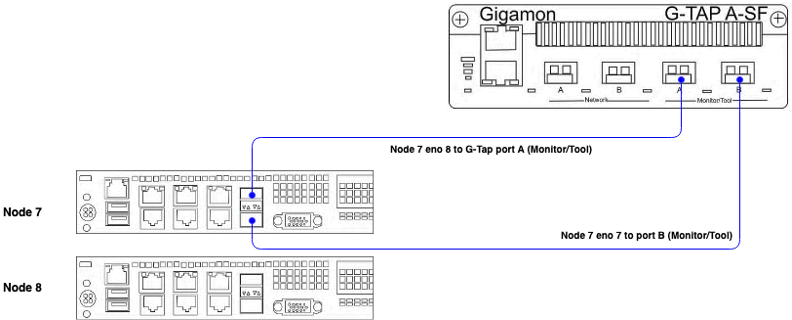 Gigamon G-TAP A-SF
A B A B
Network Monitor/Tool
Node 7 eno 8 to G-Tap port A (Monitor/Tool)
Node 7
Node 7 eno 7 to port B (Monitor/Tool)
Node 8